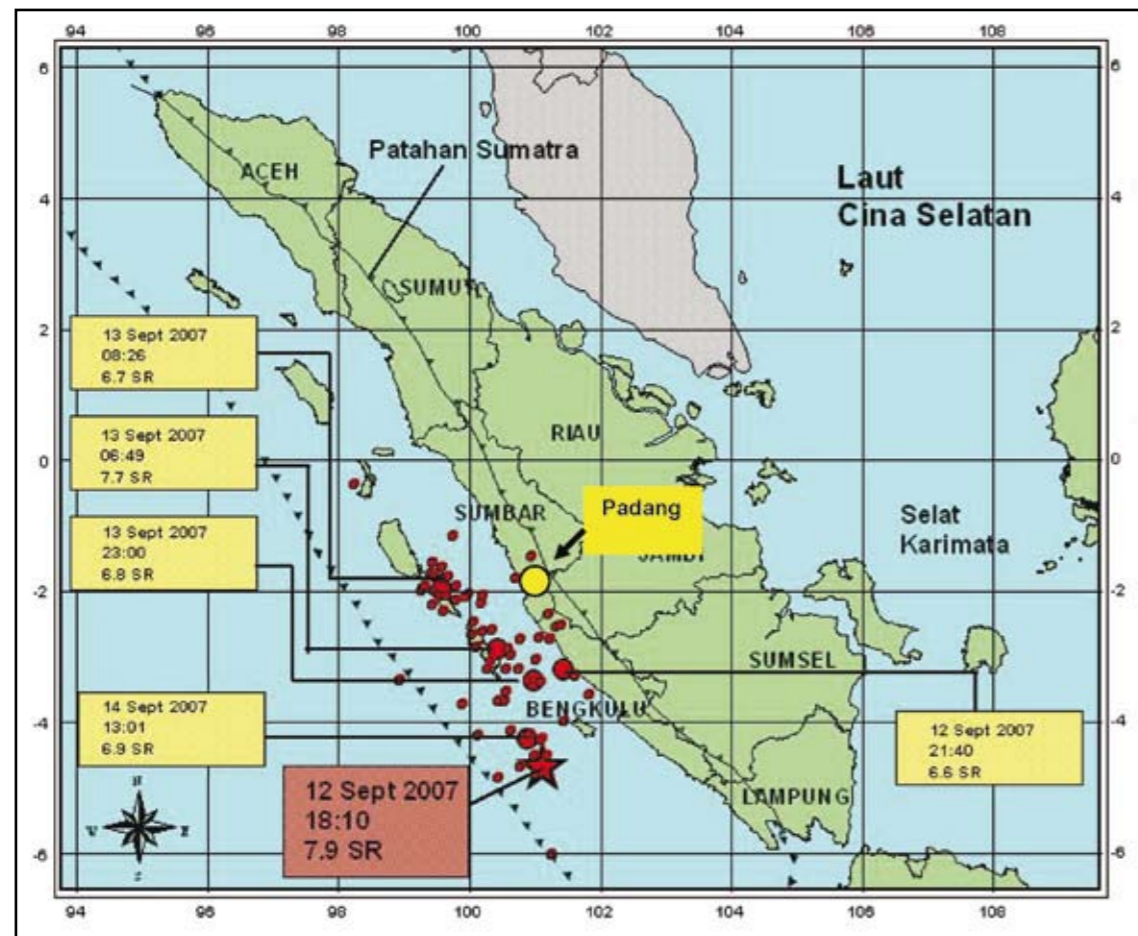 94 96 98 100 102 104 106 108
6 6
ACEH
Patahan Sumatra
Laut
Cina Selatan
4 4
SUMUT
2 2
13 Sept 2007
08:26
6.7 SR
RIAU
13 Sept 2007
06:49
7.7 SR
0 0
SUMBAR
Padang
JAMBI
Selat
Karimata
13 Sept 2007
23:00
6.8 SR
-2 -2
SUMSEL
BENGKULU
-4 -4
14 Sept 2007
13:01
6.9 SR
12 Sept 2007
21:40
6.6 SR
12 Sept 2007
18:10
7.9 SR
LAMPUNG
N
E
S
-6 -6
94 96 98 100 102 104 106 108